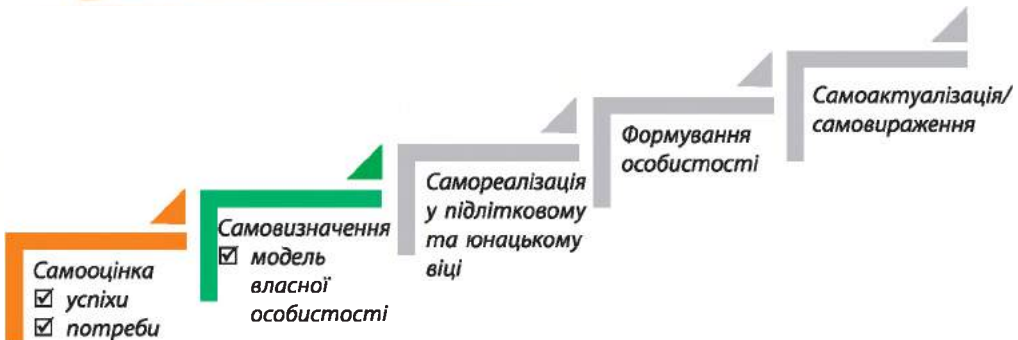 Самооцінка
☑ успіхи
☑ потреби
Самовизначення
☑ модель
власної
особистості
Самореалізація
у підлітковому
та юнацькому
віці
Формування
особистості
Самоактуалізація/
самовираження